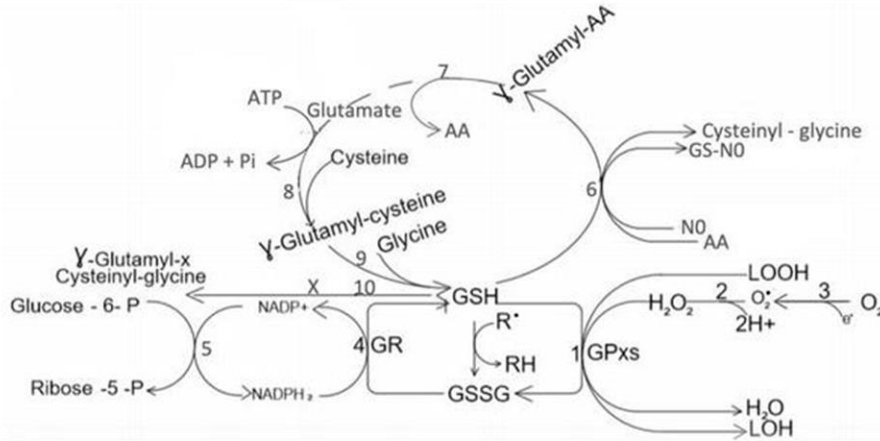 γ-Glutamyl-AA
7
ATP
Glutamate
AA
ADP + Pi
Cysteine
8
γ-Glutamyl-cysteine
9
Glycine
6
Cysteinyl - glycine
GS-N0
N0
AA
γ-Glutamyl-x
Cysteinyl-glycine
X 10
GSH
LOOH
Glucose - 6- P
NADP+
H₂O₂
2
O₂•
3
O₂
2H+
e⁻
R•
5
4 GR
1 GPxs
RH
Ribose -5 -P
NADPH₂
GSSG
H₂O
LOH